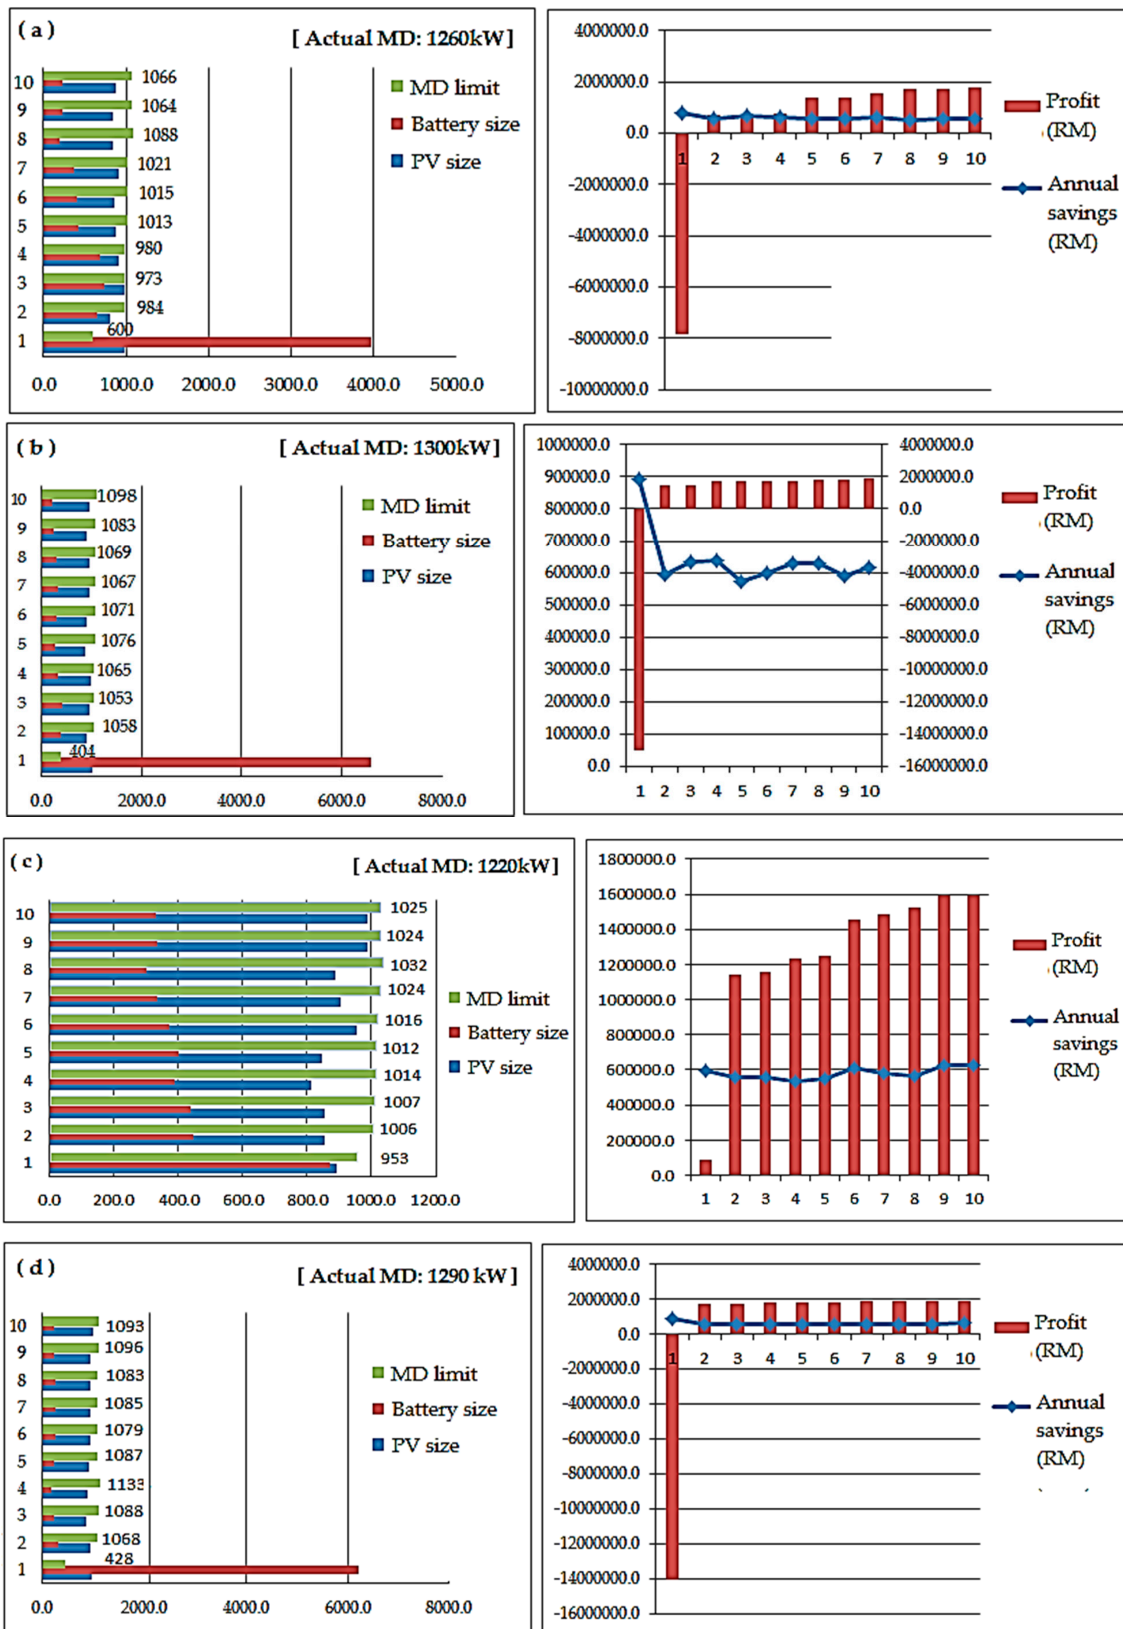 ( a )
[ Actual MD: 1260kW]
10
1066
9
1064
8
1088
7
1021
6
1015
5
1013
4
980
3
973
2
984
1
600
MD limit
Battery size
PV size
0.0 1000.0 2000.0 3000.0 4000.0 5000.0
4000000.0
2000000.0
0.0
-2000000.0
-4000000.0
-6000000.0
-8000000.0
-10000000.0
1 2 3 4 5 6 7 8 9 10
Profit
(RM)
Annual
savings
(RM)
( b )
[ Actual MD: 1300kW]
10
1098
9
1083
8
1069
7
1067
6
1071
5
1076
4
1065
3
1053
2
1058
1
404
MD limit
Battery size
PV size
0.0 2000.0 4000.0 6000.0 8000.0
1000000.0
900000.0
800000.0
700000.0
600000.0
500000.0
400000.0
300000.0
200000.0
100000.0
0.0
4000000.0
2000000.0
0.0
-2000000.0
-4000000.0
-6000000.0
-8000000.0
-10000000.0
-12000000.0
-14000000.0
-16000000.0
1 2 3 4 5 6 7 8 9 10
Profit
(RM)
Annual
savings
(RM)
( c )
[ Actual MD: 1220kW]
10
1025
9
1024
8
1032
7
1024
6
1016
5
1012
4
1014
3
1007
2
1006
1
953
MD limit
Battery size
PV size
0.0 200.0 400.0 600.0 800.0 1000.0 1200.0
1800000.0
1600000.0
1400000.0
1200000.0
1000000.0
800000.0
600000.0
400000.0
200000.0
0.0
1 2 3 4 5 6 7 8 9 10
Profit
(RM)
Annual
savings
(RM)
( d )
[ Actual MD: 1290 kW]
10
1093
9
1096
8
1083
7
1085
6
1079
5
1087
4
1133
3
1088
2
1068
1
428
MD limit
Battery size
PV size
0.0 2000.0 4000.0 6000.0 8000.0
4000000.0
2000000.0
0.0
-2000000.0
-4000000.0
-6000000.0
-8000000.0
-10000000.0
-12000000.0
-14000000.0
-16000000.0
1 2 3 4 5 6 7 8 9 10
Profit
(RM)
Annual
savings
(RM)